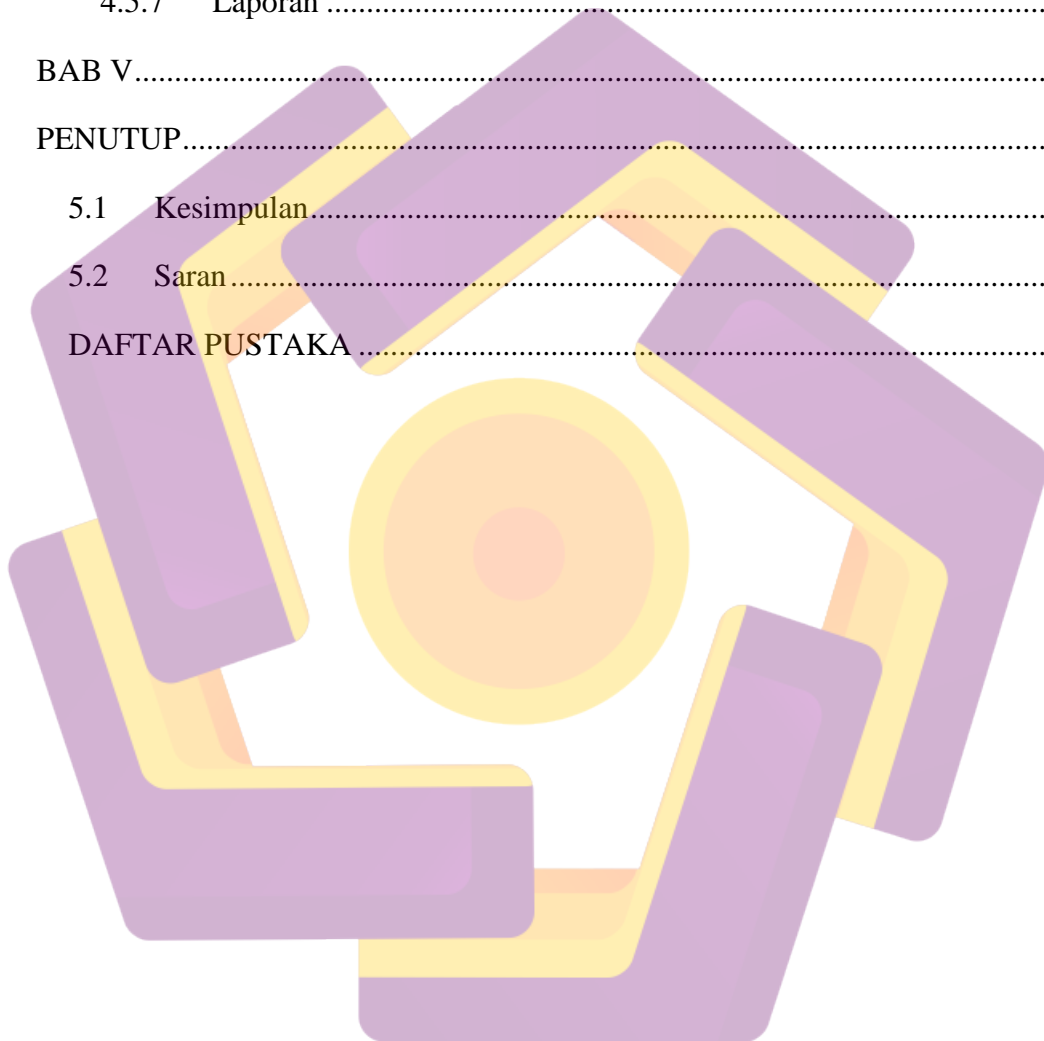 4.5.7 Laporan ........................................................................................
BAB V....................................................................................................................
PENUTUP..............................................................................................................
5.1 Kesimpulan............................................................................................
5.2 Saran ......................................................................................................
DAFTAR PUSTAKA .....................................................................................